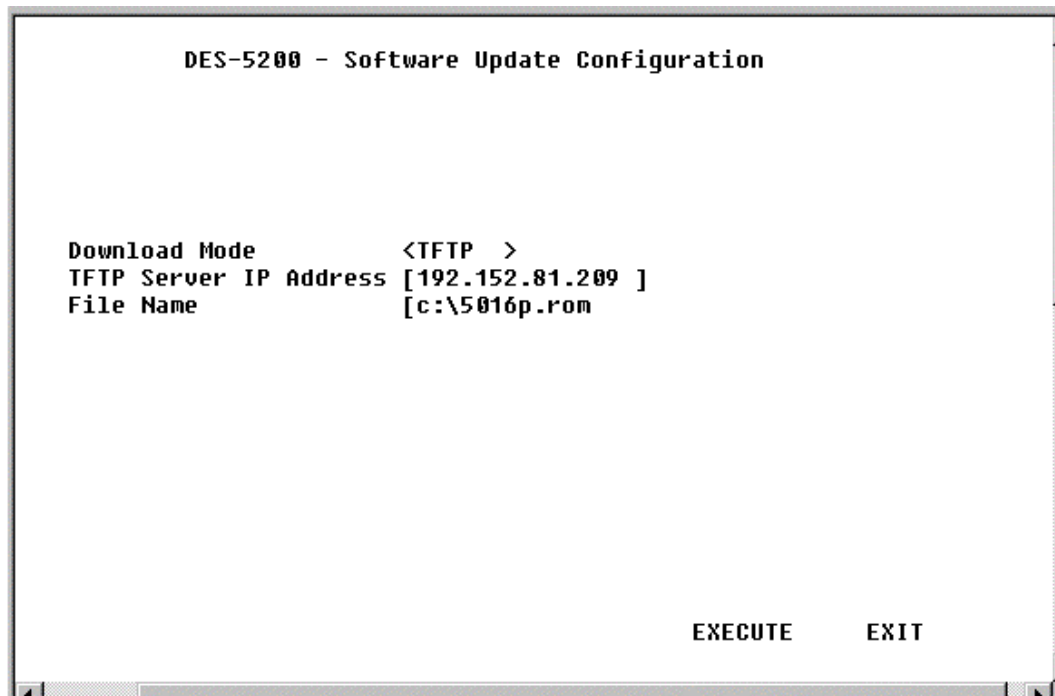 DES-5200 - Software Update Configuration
Download Mode <TFTP >
TFTP Server IP Address [192.152.81.209 ]
File Name [c:\5016p.rom
EXECUTE EXIT